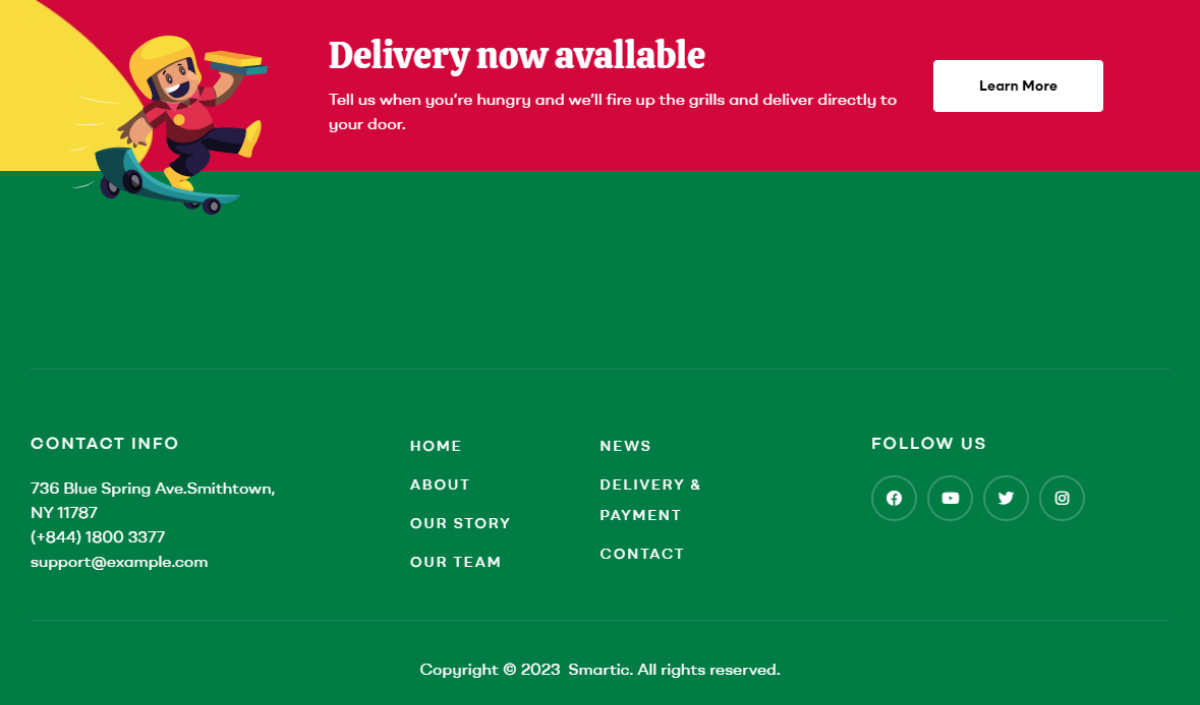 Delivery now avallable
Tell us when you're hungry and we'll fire up the grills and deliver directly to
your door.
Learn More
CONTACT INFO
736 Blue Spring Ave.Smithtown,
NY 11787
(+844) 1800 3377
support@example.com
HOME
ABOUT
OUR STORY
OUR TEAM
NEWS
DELIVERY &
PAYMENT
CONTACT
FOLLOW US
Copyright © 2023  Smartic. All rights reserved.